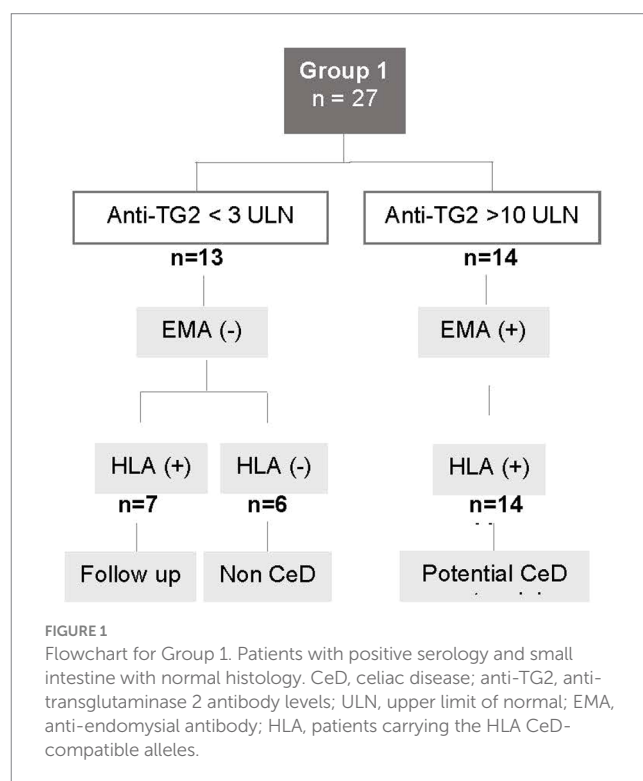 Group 1
n = 27
Anti-TG2 < 3 ULN
Anti-TG2 >10 ULN
n=13
n=14
EMA (-)
EMA (+)
HLA (+)
HLA (-)
HLA (+)
n=7
n=6
n=14
Follow up
Non CeD
Potential CeD
FIGURE 1
Flowchart for Group 1. Patients with positive serology and small
intestine with normal histology. CeD, celiac disease; anti-TG2, anti-
transglutaminase 2 antibody levels; ULN, upper limit of normal; EMA,
anti-endomysial antibody; HLA, patients carrying the HLA CeD-
compatible alleles.